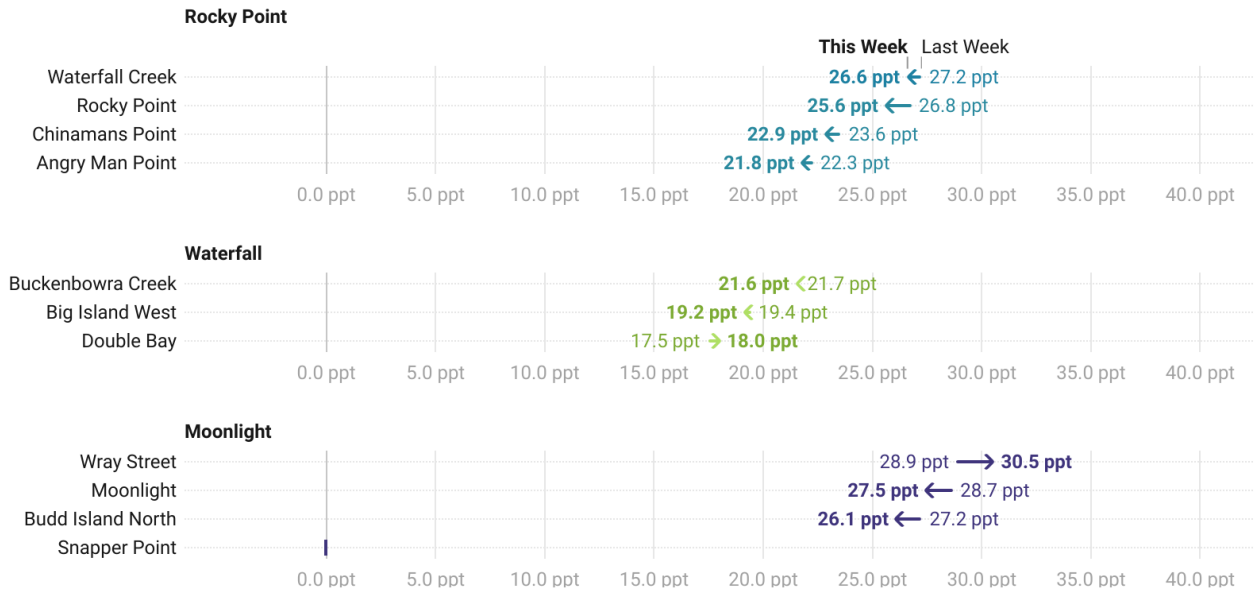 Rocky Point
This Week Last Week
Waterfall Creek 26.6 ppt 27.2 ppt
Rocky Point 25.6 ppt 26.8 ppt
Chinamans Point 22.9 ppt 23.6 ppt
Angry Man Point 21.8 ppt 22.3 ppt
0.0 ppt 5.0 ppt 10.0 ppt 15.0 ppt 20.0 ppt 25.0 ppt 30.0 ppt 35.0 ppt 40.0 ppt
Waterfall
Buckenbowra Creek 21.6 ppt 21.7 ppt
Big Island West 19.2 ppt 19.4 ppt
Double Bay 17.5 ppt 18.0 ppt
0.0 ppt 5.0 ppt 10.0 ppt 15.0 ppt 20.0 ppt 25.0 ppt 30.0 ppt 35.0 ppt 40.0 ppt
Moonlight
Wray Street 28.9 ppt 30.5 ppt
Moonlight 27.5 ppt 28.7 ppt
Budd Island North 26.1 ppt 27.2 ppt
Snapper Point
0.0 ppt 5.0 ppt 10.0 ppt 15.0 ppt 20.0 ppt 25.0 ppt 30.0 ppt 35.0 ppt 40.0 ppt